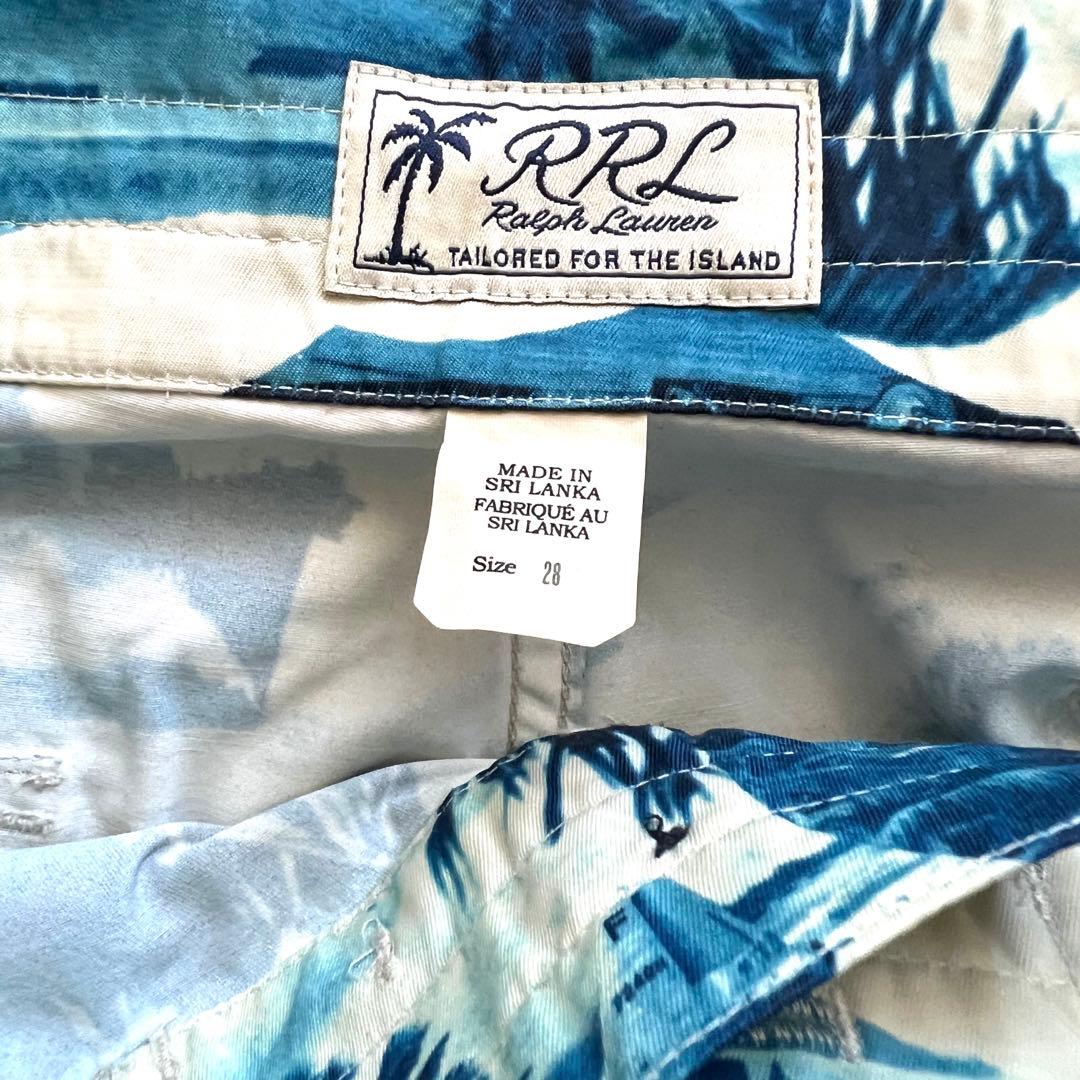 RRL
Ralph Lauren
TAILORED FOR THE ISLAND
MADE IN
SRI LANKA
FABRIQUÉ AU
SRI LANKA
Size 28